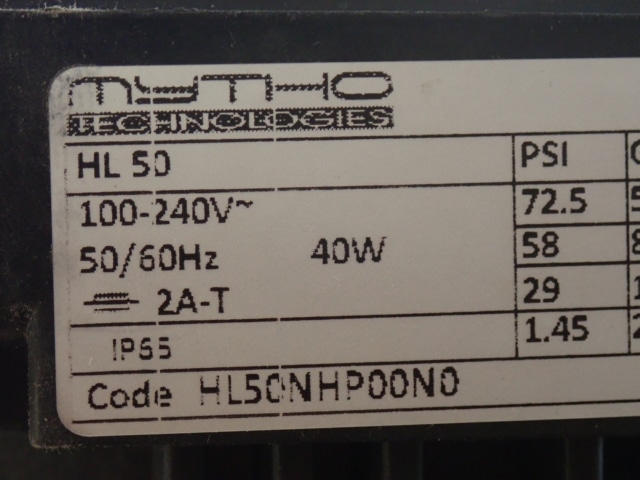 MYTHO
TECHNOLOGIES
HL 50
PSI
100-240V~
72.5
50/60Hz
40W
58
2A-T
29
IP65
1.45
Code HL50NHP00N0